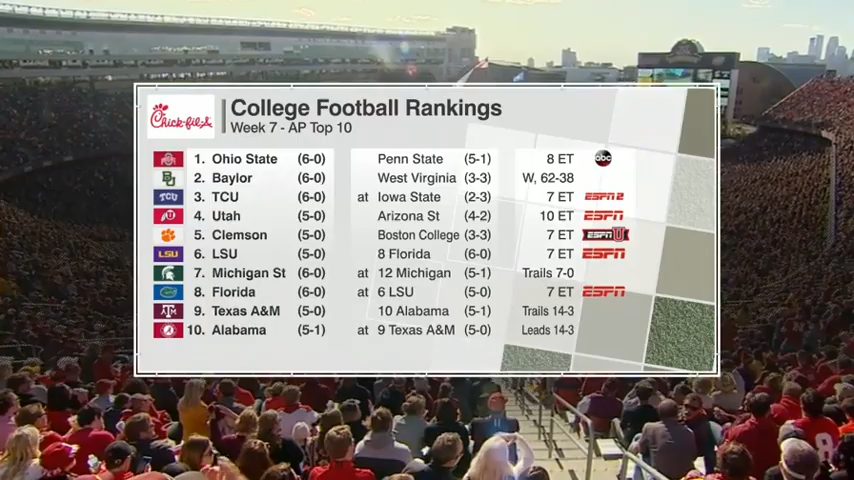 Chick-fil-A
College Football Rankings
Week 7 - AP Top 10
1. Ohio State (6-0) Penn State (5-1) 8 ET abc
BU 2. Baylor (6-0) West Virginia (3-3) W, 62-38
TCU 3. TCU (6-0) at Iowa State (2-3) 7 ET ESPN2
U 4. Utah (5-0) Arizona St (4-2) 10 ET ESPN
5. Clemson (5-0) Boston College (3-3) 7 ET ESPNU
LSU 6. LSU (5-0) 8 Florida (6-0) 7 ET ESPN
7. Michigan St (6-0) at 12 Michigan (5-1) Trails 7-0
8. Florida (6-0) at 6 LSU (5-0) 7 ET ESPN
ATM 9. Texas A&M (5-0) 10 Alabama (5-1) Trails 14-3
10. Alabama (5-1) at 9 Texas A&M (5-0) Leads 14-3
8